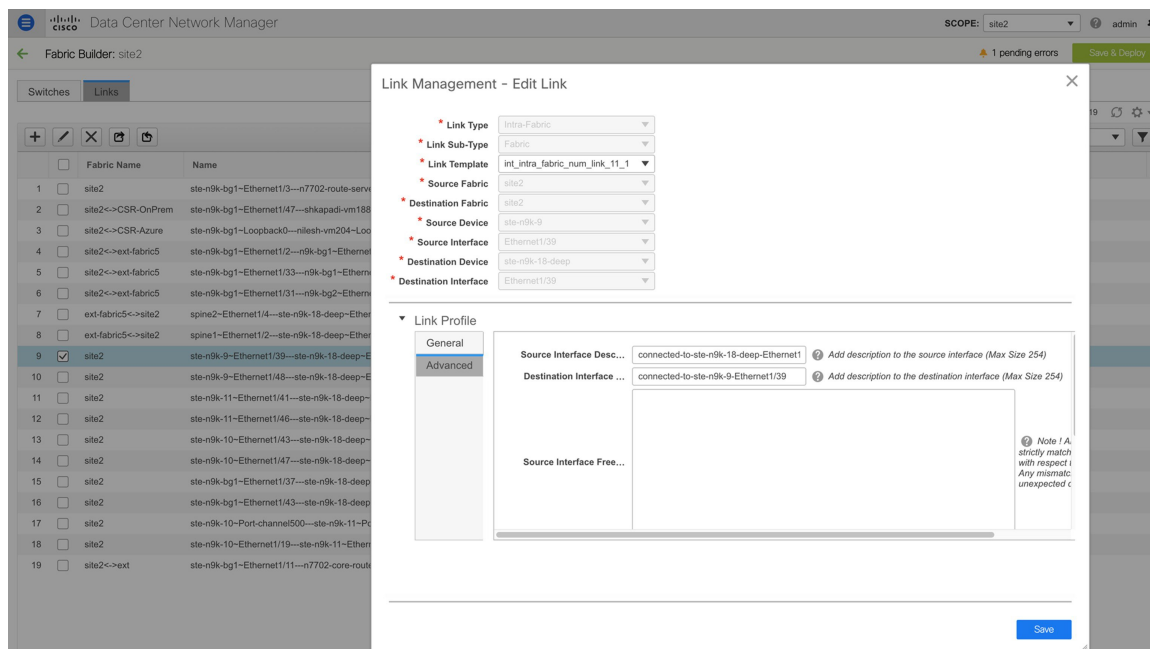 CISCO Data Center Network Manager SCOPE: site2 admin
Fabric Builder: site2 1 pending errors Save & Deploy
Link Management - Edit Link
Switches Links
19
* Link Type Intra-Fabric
* Link Sub-Type Fabric
* Link Template int_intra_fabric_num_link_11_1
* Source Fabric site2
* Destination Fabric site2
* Source Device ste-n9k-9
* Source Interface Ethernet1/39
* Destination Device ste-n9k-18-deep
* Destination Interface Ethernet1/39
Fabric Name Name
1 site2 ste-n9k-bg1~Ethernet1/3---n7702-route-serve
2 site2<->CSR-OnPrem ste-n9k-bg1~Ethernet1/47---shkapadi-vm188
3 site2<->CSR-Azure ste-n9k-bg1~Loopback0---nilesh-vm204~Loo
4 site2<->ext-fabric5 ste-n9k-bg1~Ethernet1/2---n9k-bg1~Ethernet
5 site2<->ext-fabric5 ste-n9k-bg1~Ethernet1/33---n9k-bg1~Ethern
6 site2<->ext-fabric5 ste-n9k-bg1~Ethernet1/31---n9k-bg2~Ethern
7 ext-fabric5<->site2 spine2~Ethernet1/4---ste-n9k-18-deep~Ether
8 ext-fabric5<->site2 spine1~Ethernet1/2---ste-n9k-18-deep~Ether
9 site2 ste-n9k-9~Ethernet1/39---ste-n9k-18-deep~E
10 site2 ste-n9k-9~Ethernet1/48---ste-n9k-18-deep~E
11 site2 ste-n9k-11~Ethernet1/41---ste-n9k-18-deep~
12 site2 ste-n9k-11~Ethernet1/46---ste-n9k-18-deep~
13 site2 ste-n9k-10~Ethernet1/43---ste-n9k-18-deep~
14 site2 ste-n9k-10~Ethernet1/47---ste-n9k-18-deep~
15 site2 ste-n9k-bg1~Ethernet1/37---ste-n9k-18-deep
16 site2 ste-n9k-bg1~Ethernet1/43---ste-n9k-18-deep
17 site2 ste-n9k-10~Port-channel500---ste-n9k-11~Po
18 site2 ste-n9k-10~Ethernet1/19---ste-n9k-11~Ethern
19 site2<->ext ste-n9k-bg1~Ethernet1/11---n7702-core-route
Link Profile
General
Advanced
Source Interface Desc... connected-to-ste-n9k-18-deep-Ethernet1 Add description to the source interface (Max Size 254)
Destination Interface ... connected-to-ste-n9k-9-Ethernet1/39 Add description to the destination interface (Max Size 254)
Source Interface Free...
Note ! A
strictly match
with respect t
Any mismatc
unexpected c
Save